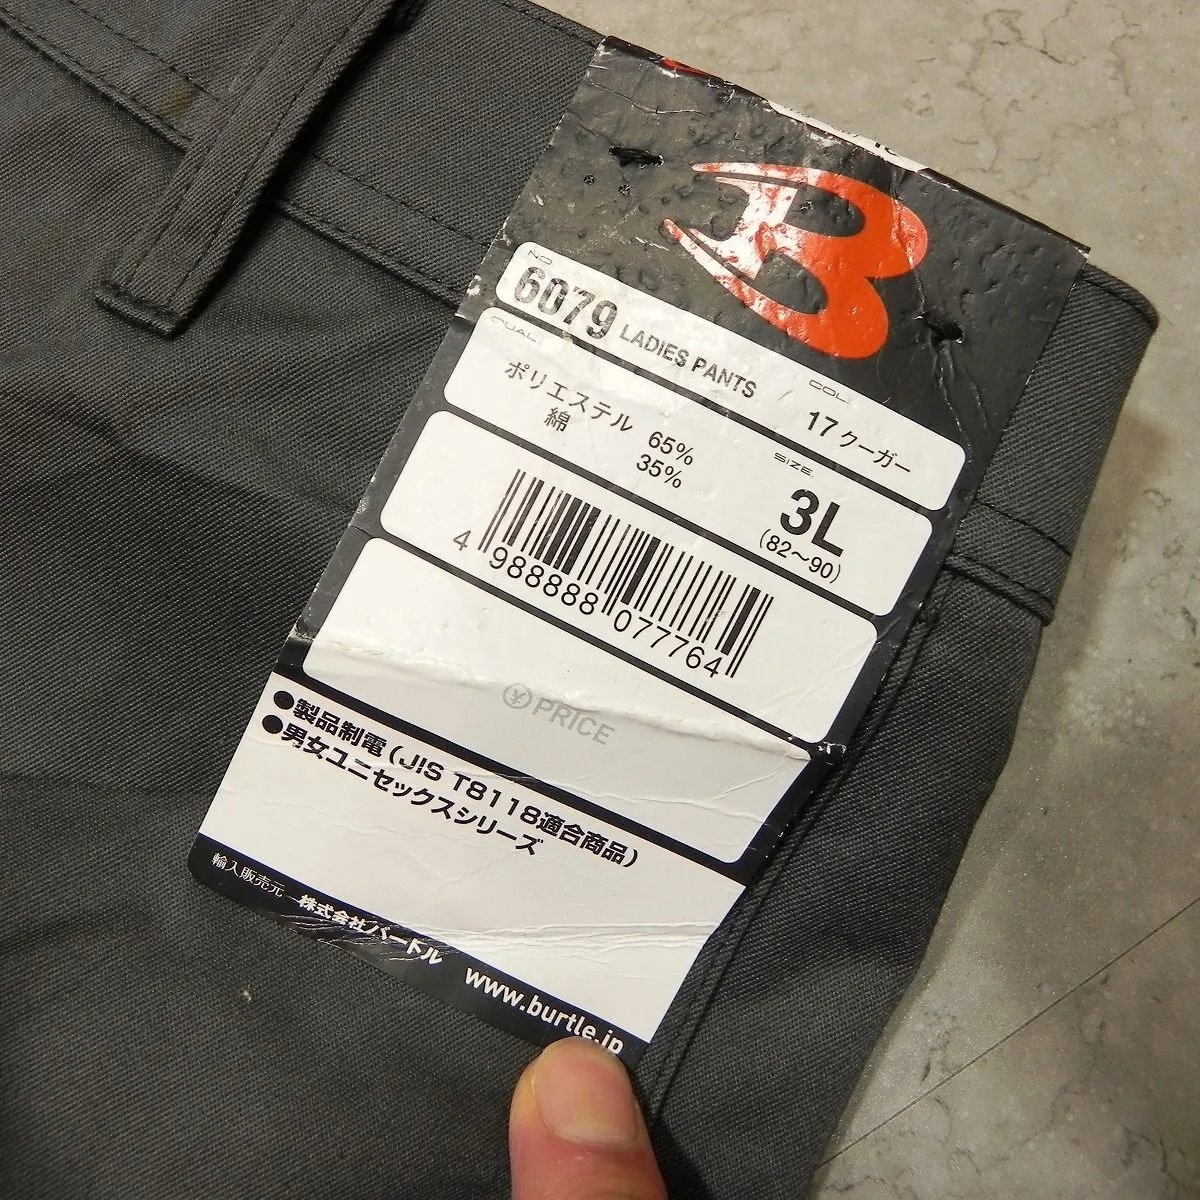 NO.
6079 LADIES PANTS
COL.
17 クーガー
QUAL.
ポリエステル 65%
綿 35%
SIZE
3L
(82~90)
4 988888 077764
¥ PRICE
●製品制電(JIS T8118適合商品)
●男女ユニセックスシリーズ
輸入販売元 株式会社バートル www.burtle.jp